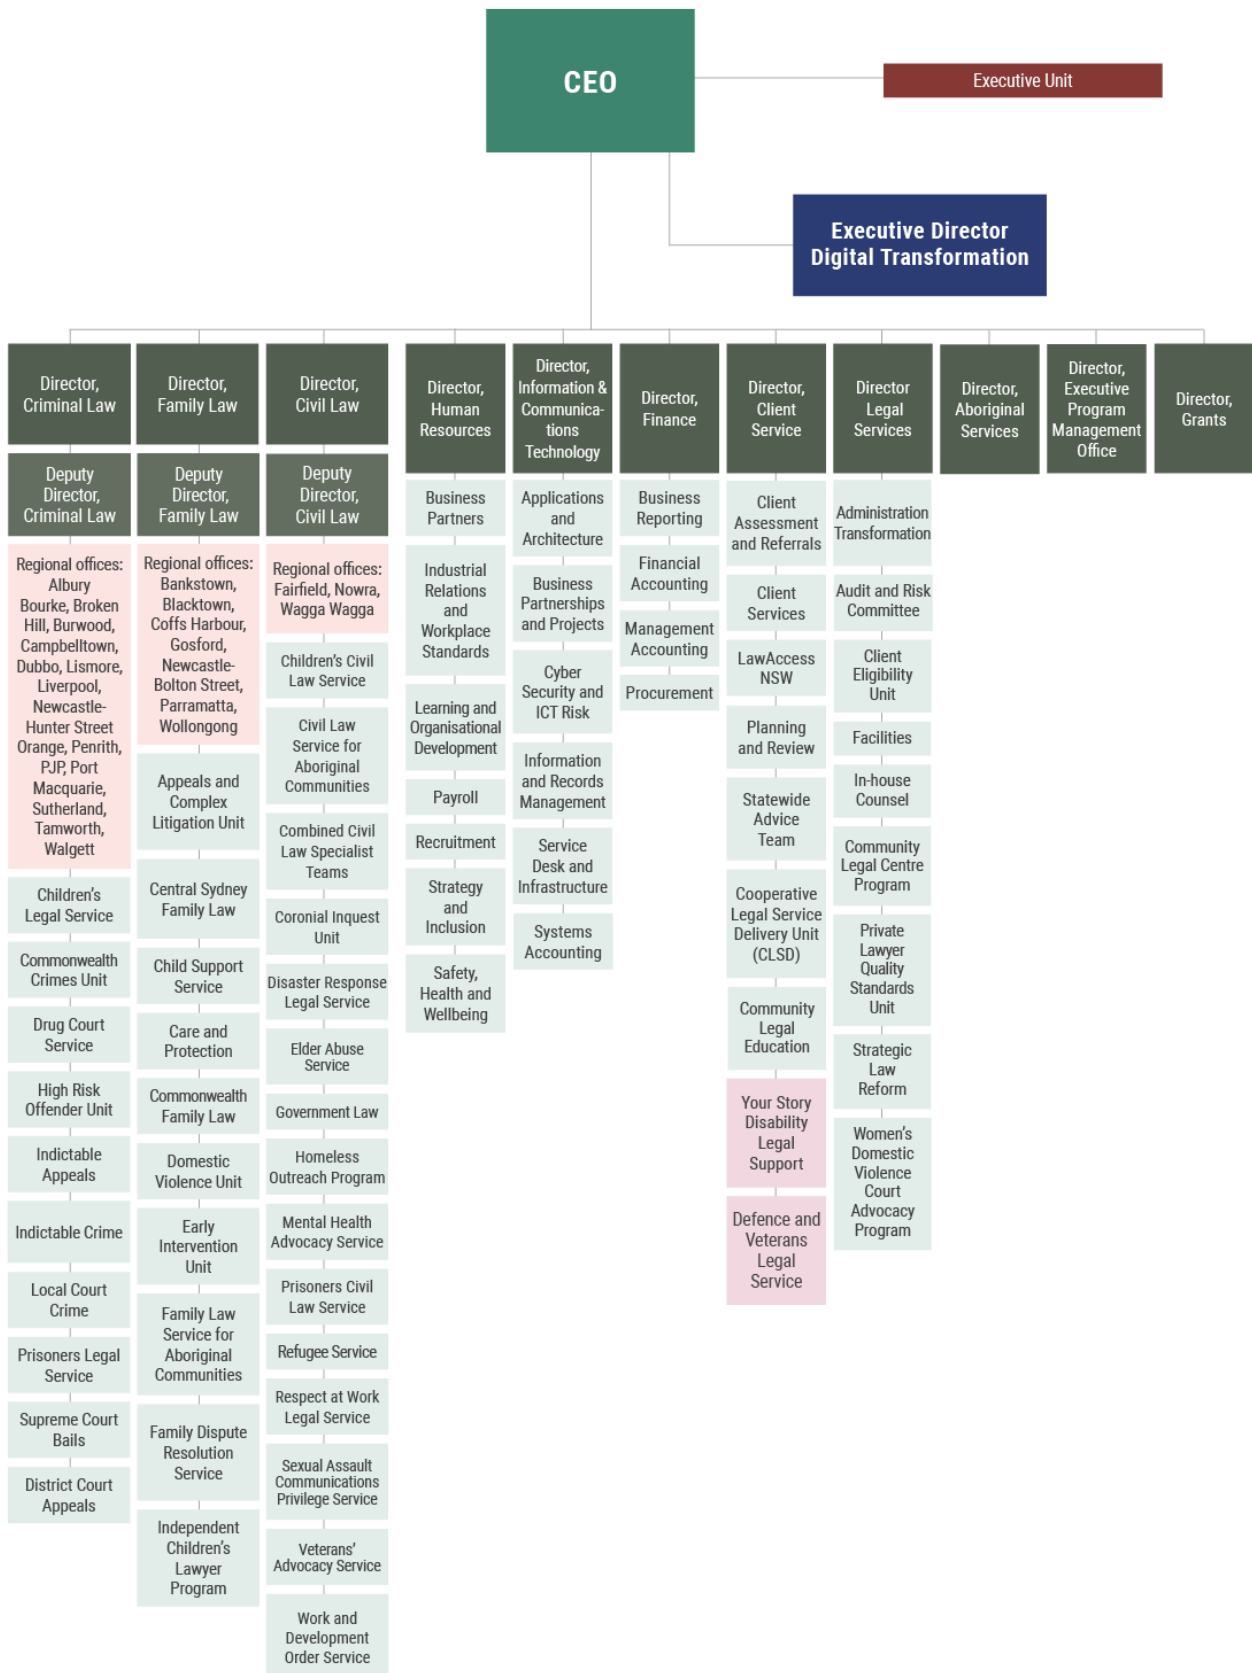 CEO
Executive Unit
Executive Director
Digital Transformation
Director,
Criminal Law
Deputy
Director,
Criminal Law
Regional offices:
Albury
Bourke, Broken
Hill, Burwood,
Campbelltown,
Dubbo, Lismore,
Liverpool,
Newcastle-
Hunter Street
Orange, Penrith,
PJP, Port
Macquarie,
Sutherland,
Tamworth,
Walgett
Children's
Legal Service
Commonwealth
Crimes Unit
Drug Court
Service
High Risk
Offender Unit
Indictable
Appeals
Indictable Crime
Local Court
Crime
Prisoners Legal
Service
Supreme Court
Bails
District Court
Appeals
Director,
Family Law
Deputy
Director,
Family Law
Regional offices:
Bankstown,
Blacktown,
Coffs Harbour,
Gosford,
Newcastle-
Bolton Street,
Parramatta,
Wollongong
Appeals and
Complex
Litigation Unit
Central Sydney
Family Law
Child Support
Service
Care and
Protection
Commonwealth
Family Law
Domestic
Violence Unit
Early
Intervention
Unit
Family Law
Service for
Aboriginal
Communities
Family Dispute
Resolution
Service
Independent
Children's
Lawyer
Program
Director,
Civil Law
Deputy
Director,
Civil Law
Regional offices:
Fairfield, Nowra,
Wagga Wagga
Children's Civil
Law Service
Civil Law
Service for
Aboriginal
Communities
Combined Civil
Law Specialist
Teams
Coronial Inquest
Unit
Disaster Response
Legal Service
Elder Abuse
Service
Government Law
Homeless
Outreach Program
Mental Health
Advocacy Service
Prisoners Civil
Law Service
Refugee Service
Respect at Work
Legal Service
Sexual Assault
Communications
Privilege Service
Veterans'
Advocacy Service
Work and
Development
Order Service
Director,
Human
Resources
Business
Partners
Industrial
Relations
and
Workplace
Standards
Learning and
Organisational
Development
Payroll
Recruitment
Strategy
and
Inclusion
Safety,
Health and
Wellbeing
Director,
Information &
Communica-
tions
Technology
Applications
and
Architecture
Business
Partnerships
and Projects
Cyber
Security and
ICT Risk
Information
and Records
Management
Service
Desk and
Infrastructure
Systems
Accounting
Director,
Finance
Business
Reporting
Financial
Accounting
Management
Accounting
Procurement
Director,
Client
Service
Client
Assessment
and Referrals
Client
Services
LawAccess
NSW
Planning
and Review
Statewide
Advice
Team
Cooperative
Legal Service
Delivery Unit
(CLSD)
Community
Legal
Education
Your Story
Disability
Legal
Support
Defence and
Veterans
Legal
Service
Director
Legal
Services
Administration
Transformation
Audit and Risk
Committee
Client
Eligibility
Unit
Facilities
In-house
Counsel
Community
Legal Centre
Program
Private
Lawyer
Quality
Standards
Unit
Strategic
Law
Reform
Women's
Domestic
Violence
Court
Advocacy
Program
Director,
Aboriginal
Services
Director,
Executive
Program
Management
Office
Director,
Grants